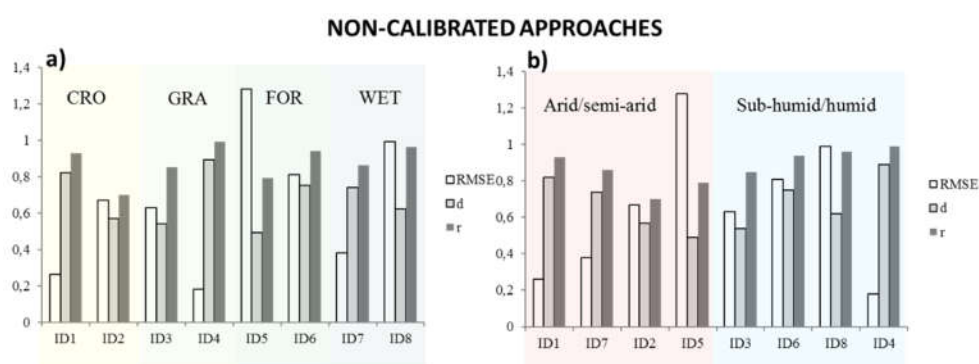 NON-CALIBRATED APPROACHES
a)
1,4
1,2
1
0,8
0,6
0,4
0,2
0
CRO GRA FOR WET
RMSE
d
r
ID1 ID2 ID3 ID4 ID5 ID6 ID7 ID8
b)
1,4
1,2
1
0,8
0,6
0,4
0,2
0
Arid/semi-arid Sub-humid/humid
RMSE
d
r
ID1 ID7 ID2 ID5 ID3 ID6 ID8 ID4